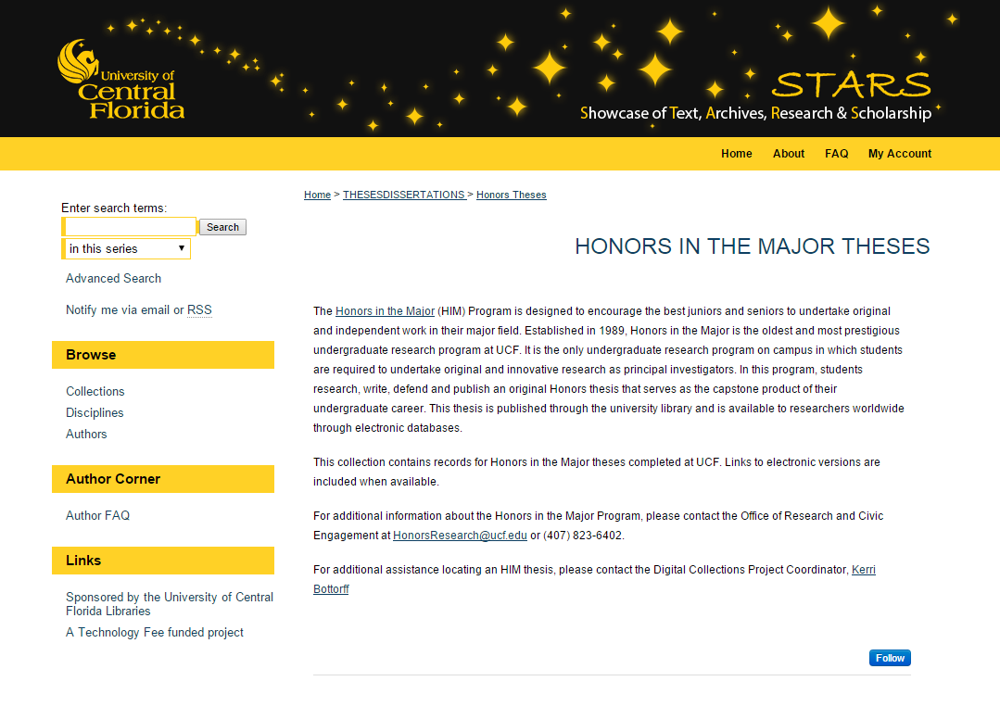 University of
Central
Florida
STARS
Showcase of Text, Archives, Research & Scholarship
Home About FAQ My Account
Enter search terms:
Search
in this series
Advanced Search
Notify me via email or RSS
Browse
Collections
Disciplines
Authors
Author Corner
Author FAQ
Links
Sponsored by the University of Central
Florida Libraries
A Technology Fee funded project
Home > THESESDISSERTATIONS > Honors Theses
HONORS IN THE MAJOR THESES
The Honors in the Major (HIM) Program is designed to encourage the best juniors and seniors to undertake original
and independent work in their major field. Established in 1989, Honors in the Major is the oldest and most prestigious
undergraduate research program at UCF. It is the only undergraduate research program on campus in which students
are required to undertake original and innovative research as principal investigators. In this program, students
research, write, defend and publish an original Honors thesis that serves as the capstone product of their
undergraduate career. This thesis is published through the university library and is available to researchers worldwide
through electronic databases.
This collection contains records for Honors in the Major theses completed at UCF. Links to electronic versions are
included when available.
For additional information about the Honors in the Major Program, please contact the Office of Research and Civic
Engagement at HonorsResearch@ucf.edu or (407) 823-6402.
For additional assistance locating an HIM thesis, please contact the Digital Collections Project Coordinator, Kerri
Bottorff
Follow